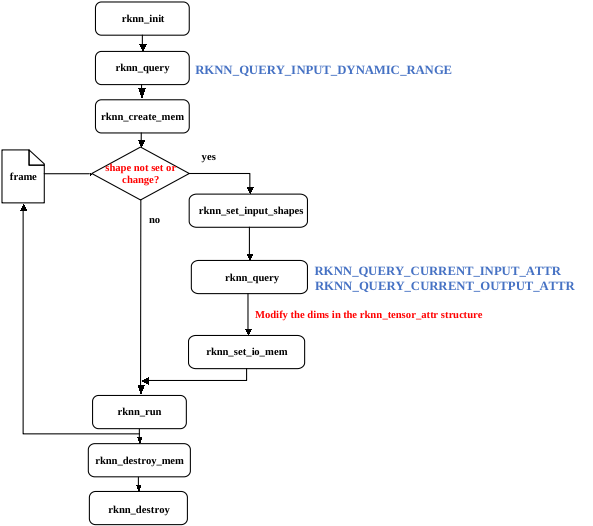 rknn_init
rknn_query
RKNN_QUERY_INPUT_DYNAMIC_RANGE
rknn_create_mem
yes
shape not set or
change?
frame
rknn_set_input_shapes
no
rknn_query
RKNN_QUERY_CURRENT_INPUT_ATTR
RKNN_QUERY_CURRENT_OUTPUT_ATTR
Modify the dims in the rknn_tensor_attr structure
rknn_set_io_mem
rknn_run
rknn_destroy_mem
rknn_destroy